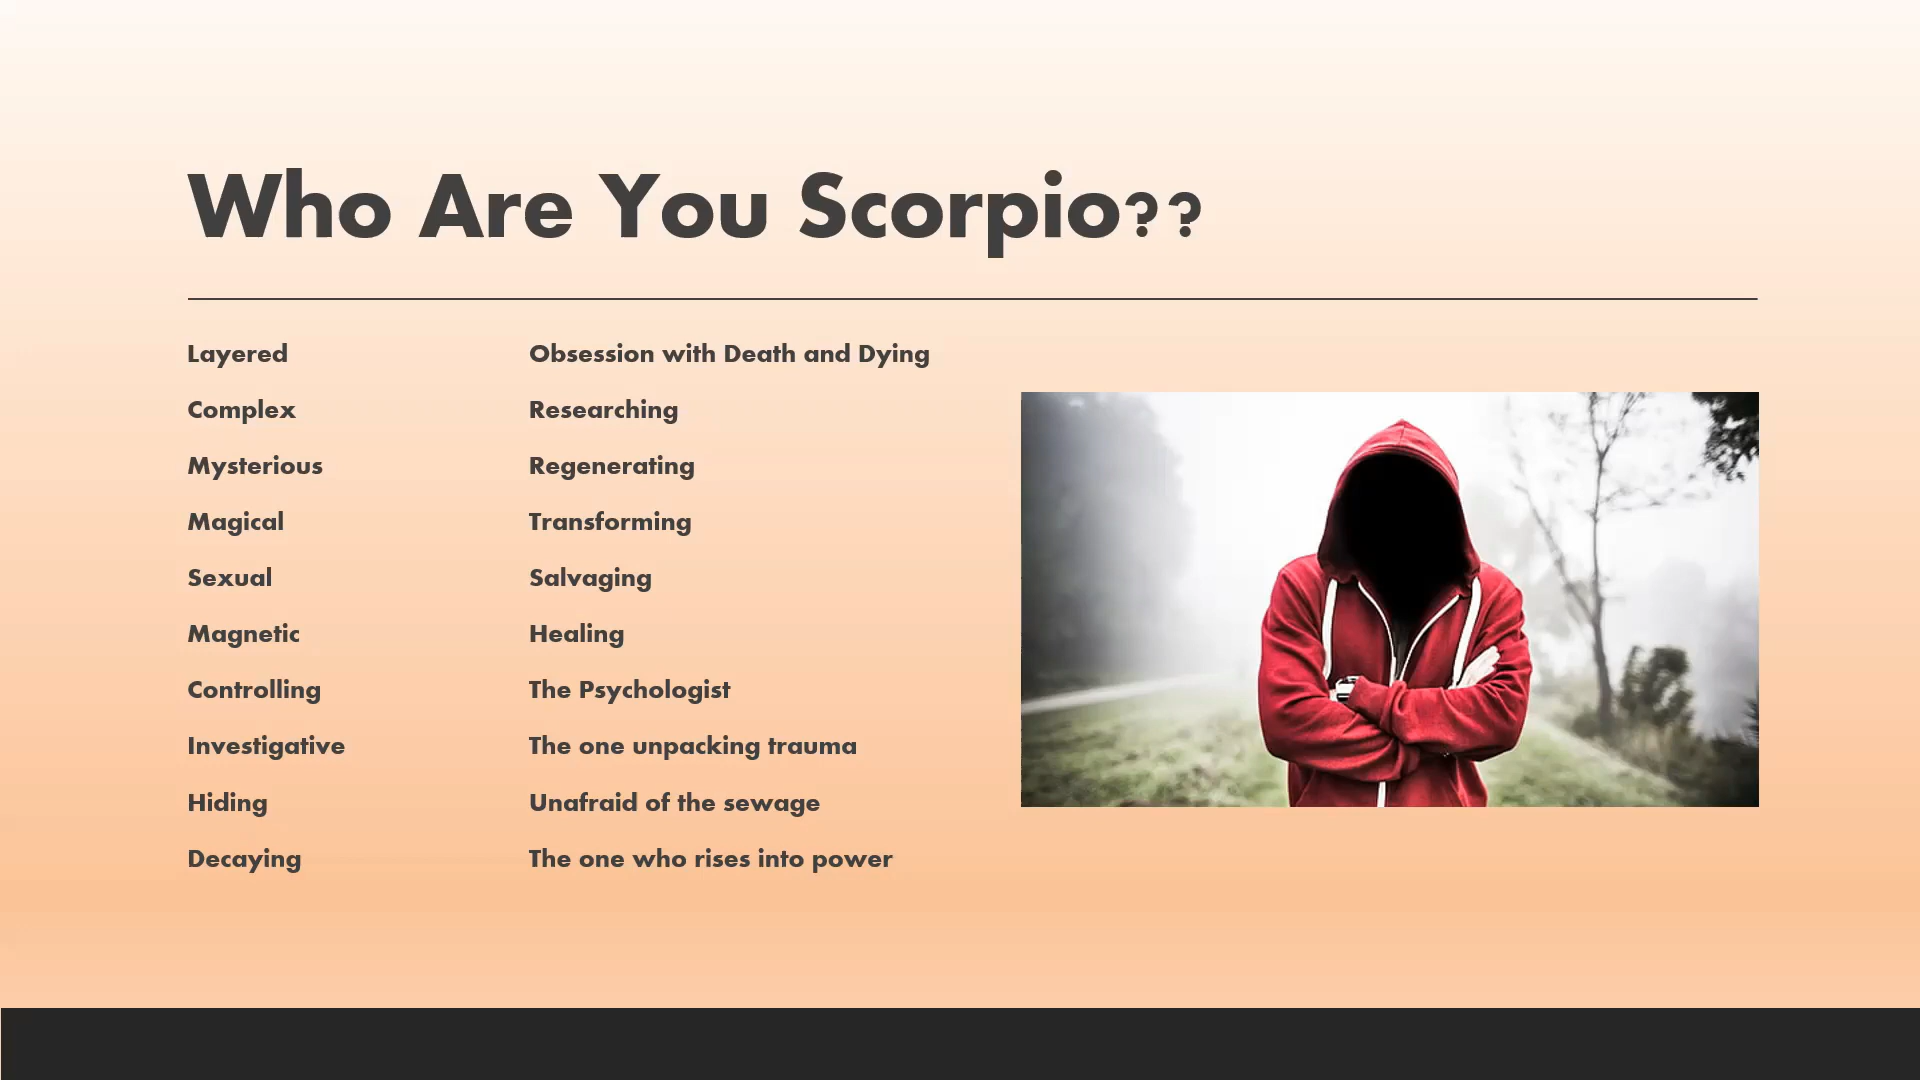 Who Are You Scorpio??
Layered
Complex
Mysterious
Magical
Sexual
Magnetic
Controlling
Investigative
Hiding
Decaying
Obsession with Death and Dying
Researching
Regenerating
Transforming
Salvaging
Healing
The Psychologist
The one unpacking trauma
Unafraid of the sewage
The one who rises into power